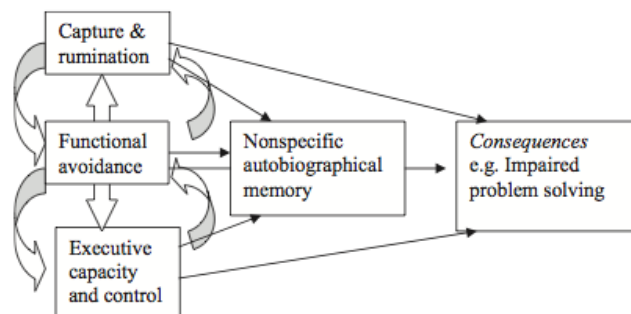 Capture &
rumination
Functional
avoidance
Nonspecific
autobiographical
memory
Consequences
e.g. Impaired
problem solving
Executive
capacity
and control